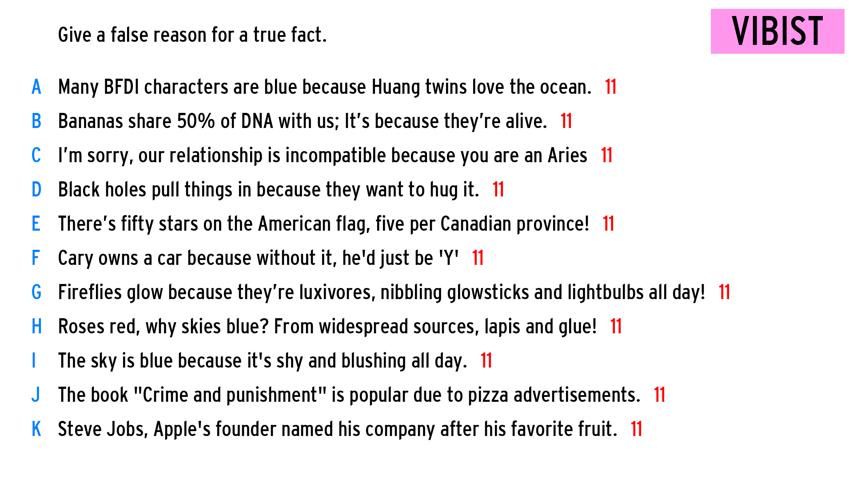 Give a false reason for a true fact.
VIBIST
A Many BFDI characters are blue because Huang twins love the ocean. 11
B Bananas share 50% of DNA with us; It's because they're alive. 11
C I'm sorry, our relationship is incompatible because you are an Aries 11
D Black holes pull things in because they want to hug it. 11
E There's fifty stars on the American flag, five per Canadian province! 11
F Cary owns a car because without it, he'd just be 'Y' 11
G Fireflies glow because they're luxivores, nibbling glowsticks and lightbulbs all day! 11
H Roses red, why skies blue? From widespread sources, lapis and glue! 11
I The sky is blue because it's shy and blushing all day. 11
J The book "Crime and punishment" is popular due to pizza advertisements. 11
K Steve Jobs, Apple's founder named his company after his favorite fruit. 11